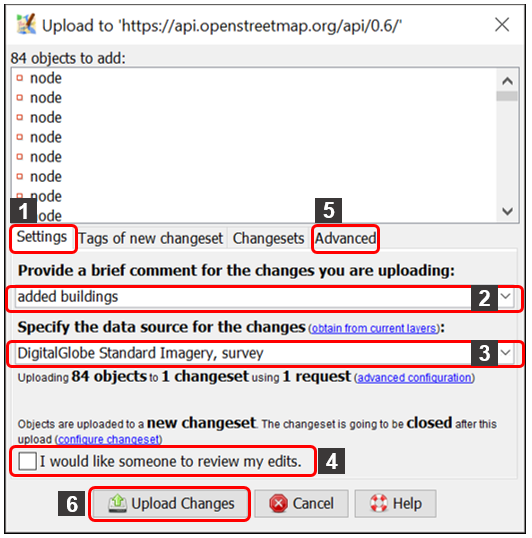 Upload to 'https://api.openstreetmap.org/api/0.6/'
84 objects to add:
node
node
node
node
node
node
node
node
1
5
Settings Tags of new changeset Changesets Advanced
Provide a brief comment for the changes you are uploading:
added buildings 2
Specify the data source for the changes (obtain from current layers):
DigitalGlobe Standard Imagery, survey 3
Uploading 84 objects to 1 changeset using 1 request (advanced configuration)
Objects are uploaded to a new changeset. The changeset is going to be closed after this
upload (configure changeset)
I would like someone to review my edits. 4
6 Upload Changes Cancel Help